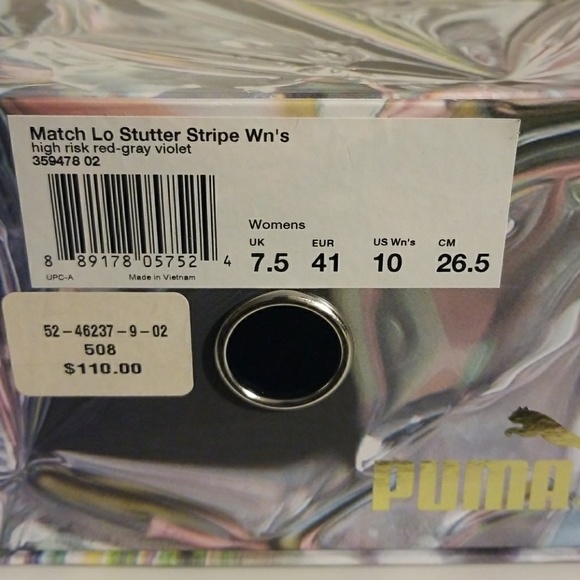 Match Lo Stutter Stripe Wn's
high risk red-gray violet
359478 02
8 89178 05752 4
UPC-A Made in Vietnam
Womens
UK EUR US Wn's CM
7.5 41 10 26.5
52-46237-9-02
508
$110.00
PUMA